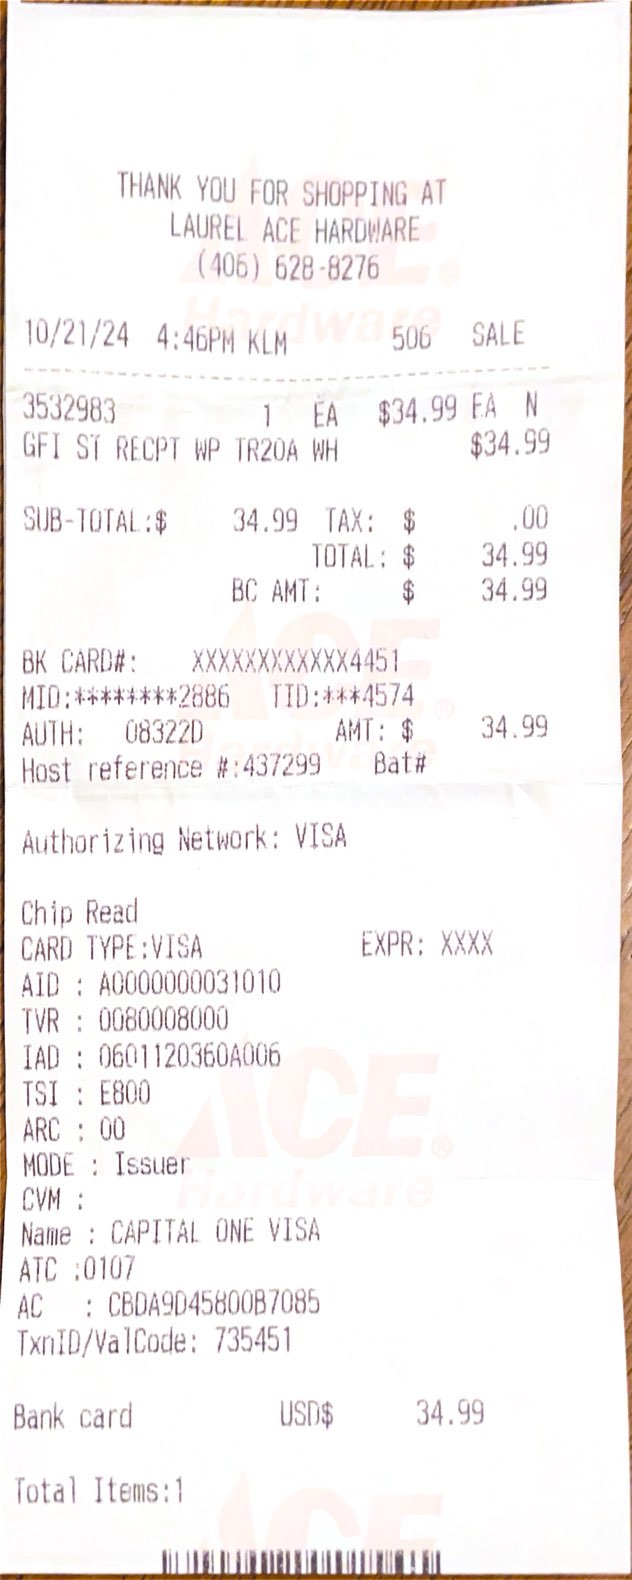 THANK YOU FOR SHOPPING AT
LAUREL ACE HARDWARE
(406) 628-8276
10/21/24 4:46PM KLM 506 SALE
3532983 1 EA $34.99 EA N
GFI ST RECPT WP TR20A WH $34.99
SUB-TOTAL:$ 34.99 TAX: $ .00
TOTAL: $ 34.99
BC AMT: $ 34.99
BK CARD#: XXXXXXXXXXXX4451
MID:********2886 TID:***4574
AUTH: 08322D AMT: $ 34.99
Host reference #:437299 Bat#
Authorizing Network: VISA
Chip Read
CARD TYPE:VISA EXPR: XXXX
AID : A0000000031010
TVR : 0080008000
IAD : 0601120360A006
TSI : E800
ARC : 00
MODE : Issuer
CVM :
Name : CAPITAL ONE VISA
ATC :0107
AC : CBDA9D45800B7085
TxnID/ValCode: 735451
Bank card USD$ 34.99
Total Items:1
ACE
Hardware